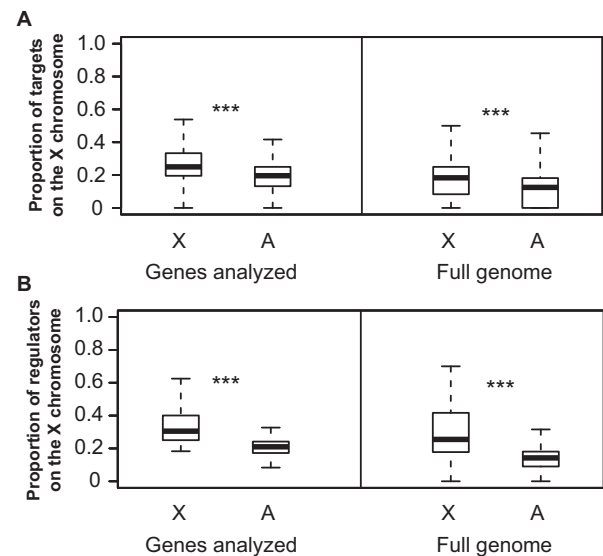 A
Proportion of targets
on the X chromosome
1.0
0.8
0.6
0.4
0.2
0
***
***
X
A
X
A
Genes analyzed
Full genome
B
Proportion of regulators
on the X chromosome
1.0
0.8
0.6
0.4
0.2
0
***
***
X
A
X
A
Genes analyzed
Full genome